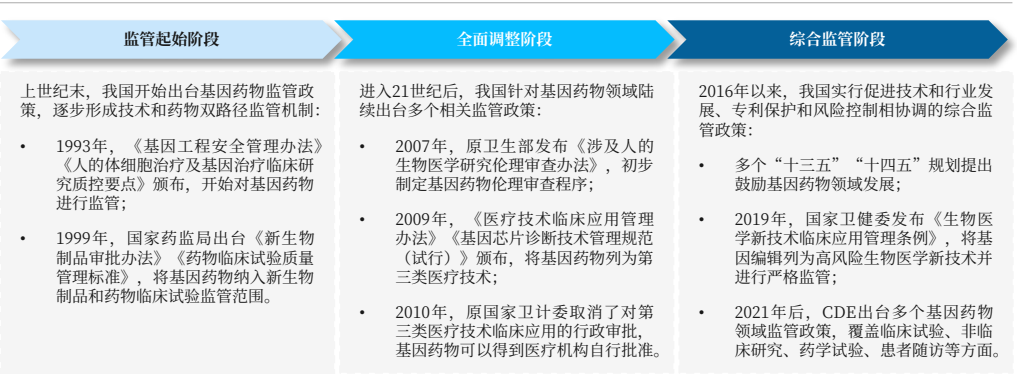 监管起始阶段
全面调整阶段
综合监管阶段
上世纪末，我国开始出台基因药物监管政
策，逐步形成技术和药物双路径监管机制：
• 1993年，《基因工程安全管理办法》
《人的体细胞治疗及基因治疗临床研
究质控要点》颁布，开始对基因药物
进行监管；
• 1999年，国家药监局出台《新生物
制品审批办法》《药物临床试验质量
管理标准》，将基因药物纳入新生物
制品和药物临床试验监管范围。
进入21世纪后，我国针对基因药物领域陆
续出台多个相关监管政策：
• 2007年，原卫生部发布《涉及人的
生物医学研究伦理审查办法》，初步
制定基因药物伦理审查程序；
• 2009年，《医疗技术临床应用管理
办法》《基因芯片诊断技术管理规范
（试行）》颁布，将基因药物列为第
三类医疗技术；
• 2010年，原国家卫计委取消了对第
三类医疗技术临床应用的行政审批，
基因药物可以得到医疗机构自行批准。
2016年以来，我国实行促进技术和行业发
展、专利保护和风险控制相协调的综合监
管政策：
• 多个“十三五”“十四五”规划提出
鼓励基因药物领域发展；
• 2019年，国家卫健委发布《生物医
学新技术临床应用管理条例》，将基
因编辑列为高风险生物医学新技术并
进行严格监管；
• 2021年后，CDE出台多个基因药物
领域监管政策，覆盖临床试验、非临
床研究、药学试验、患者随访等方面。